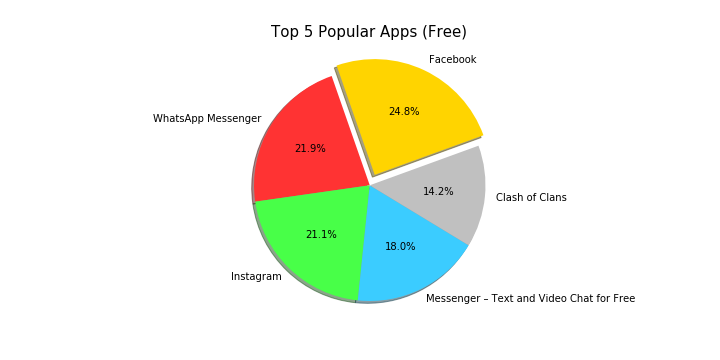 Top 5 Popular Apps (Free)
Facebook
24.8%
WhatsApp Messenger
21.9%
14.2%
Clash of Clans
21.1%
18.0%
Instagram
Messenger – Text and Video Chat for Free